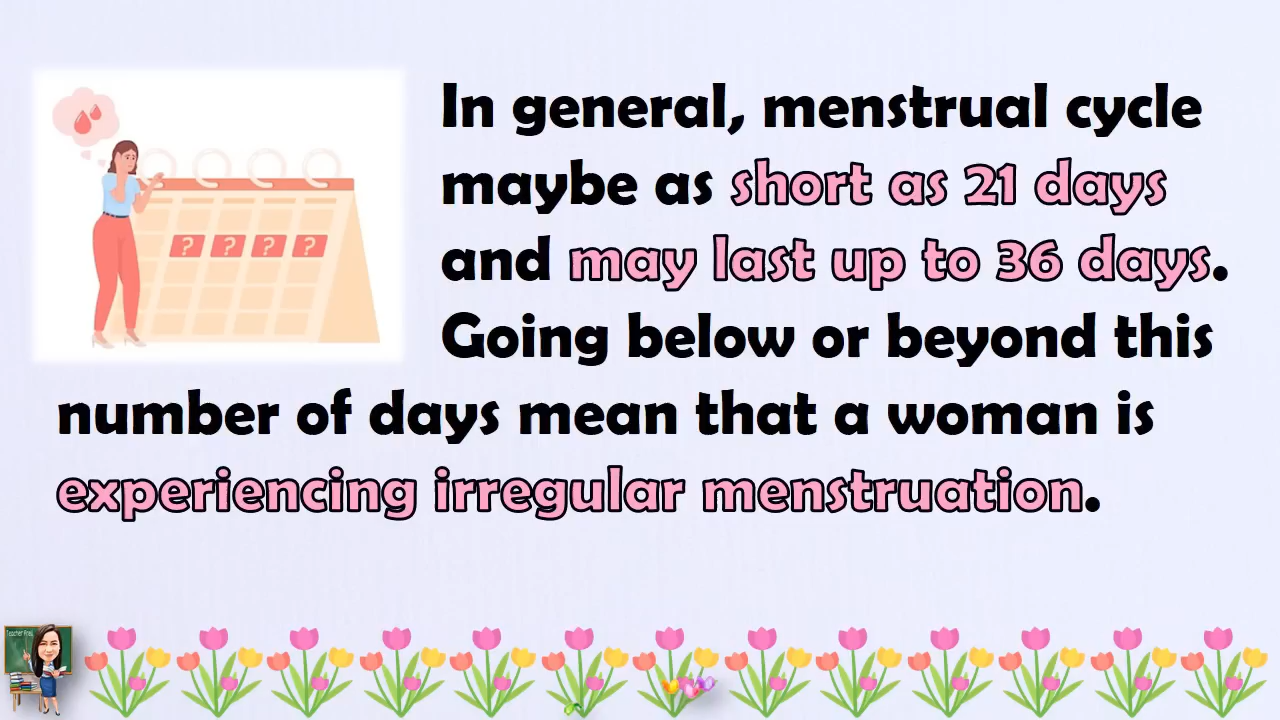 In general, menstrual cycle
maybe as short as 21 days
and may last up to 36 days.
Going below or beyond this
number of days mean that a woman is
experiencing irregular menstruation.
? ? ? ?